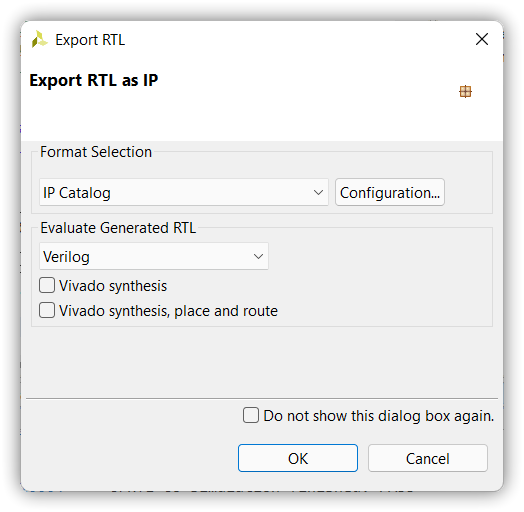 Export RTL
Export RTL as IP
Format Selection
IP Catalog
Configuration...
Evaluate Generated RTL
Verilog
Vivado synthesis
Vivado synthesis, place and route
Do not show this dialog box again.
OK
Cancel